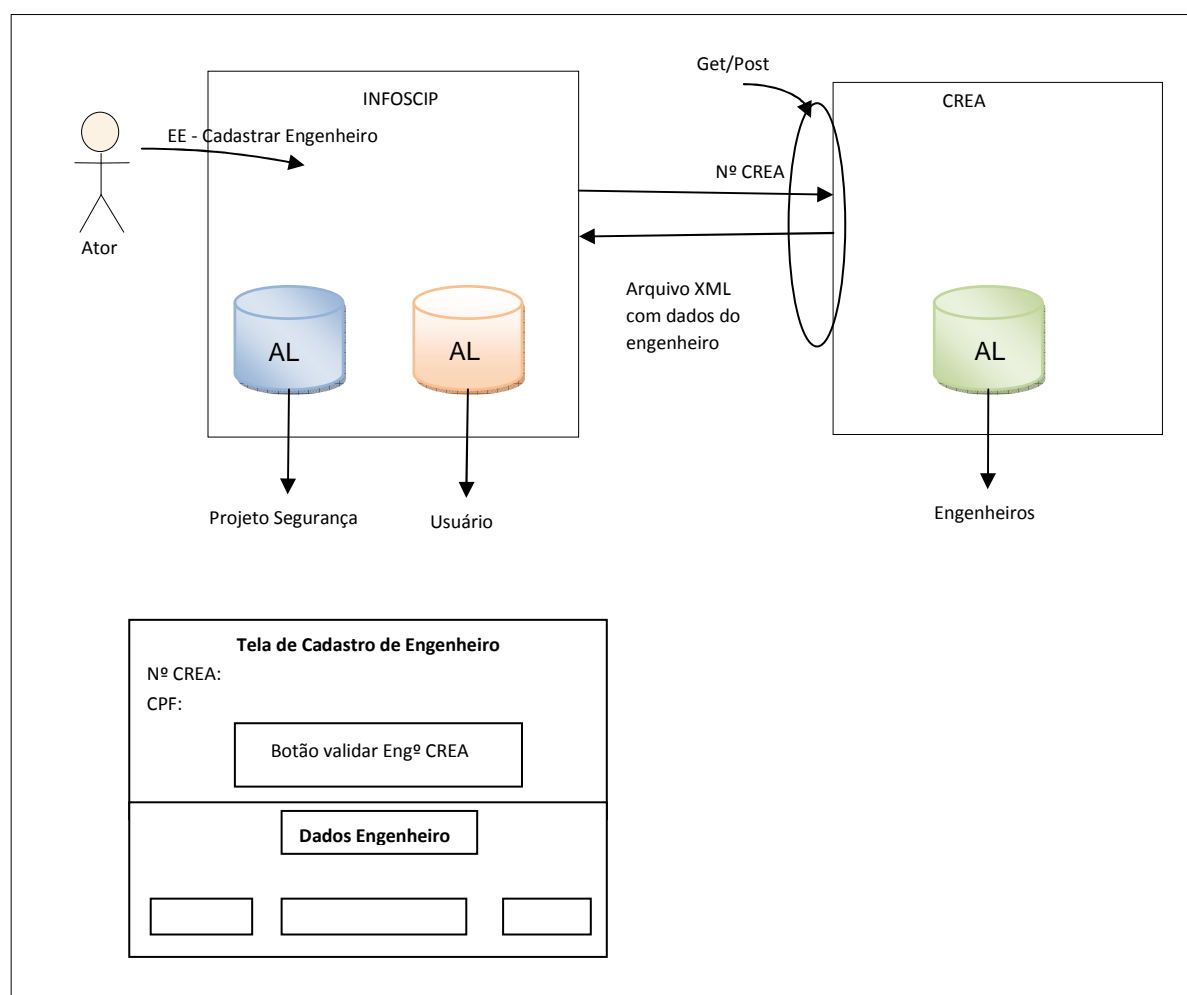 Get/Post
INFOSCIP
CREA
EE - Cadastrar Engenheiro
Nº CREA
Ator
Arquivo XML
com dados do
engenheiro
AL
AL
AL
Projeto Segurança
Usuário
Engenheiros
Tela de Cadastro de Engenheiro
Nº CREA:
CPF:
Botão validar Engº CREA
Dados Engenheiro